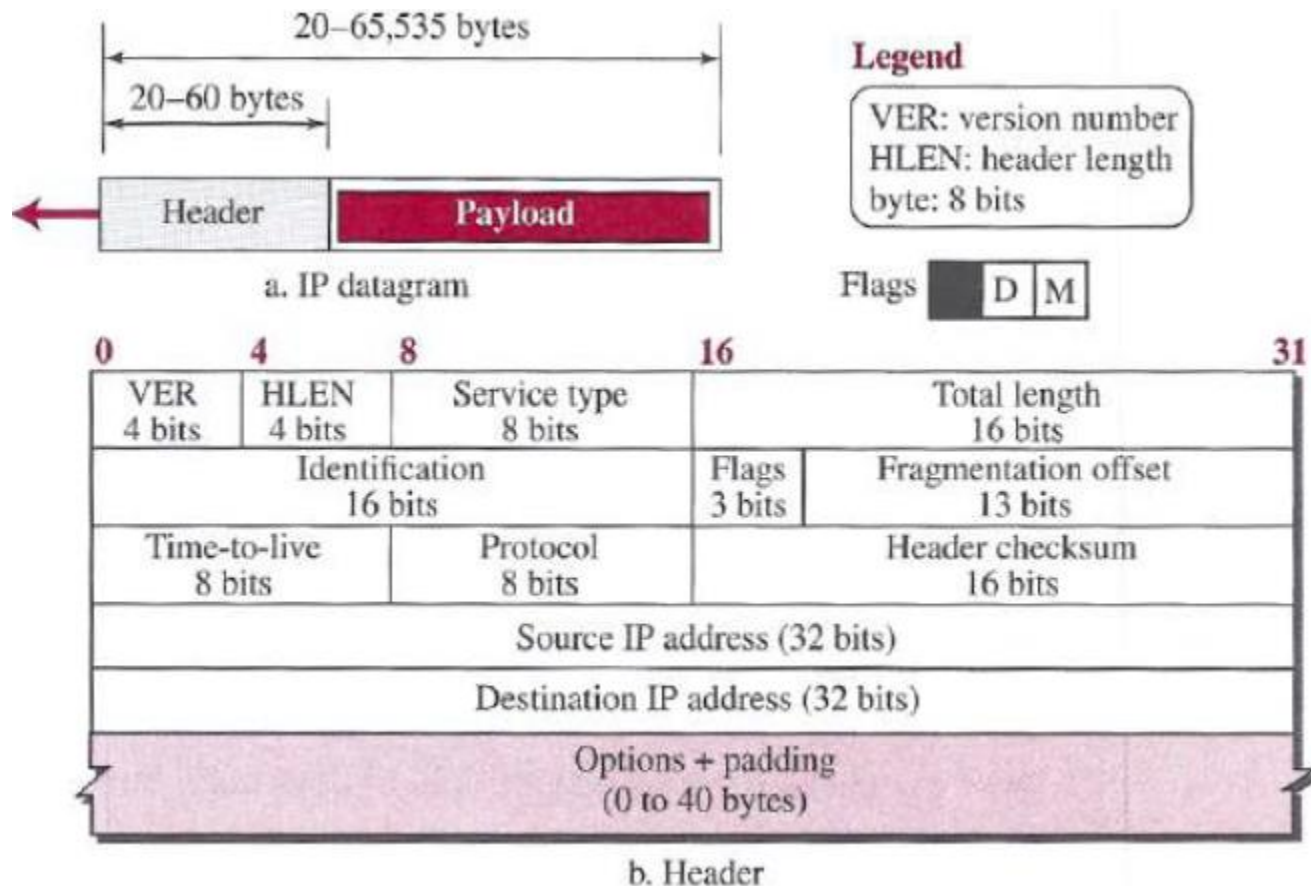 20–65,535 bytes
20–60 bytes
Header
Payload
a. IP datagram
Legend
VER: version number
HLEN: header length
byte: 8 bits
Flags D M
0 4 8 16 31
VER HLEN Service type Total length
4 bits 4 bits 8 bits 16 bits
Identification Flags Fragmentation offset
16 bits 3 bits 13 bits
Time-to-live Protocol Header checksum
8 bits 8 bits 16 bits
Source IP address (32 bits)
Destination IP address (32 bits)
Options + padding
(0 to 40 bytes)
b. Header